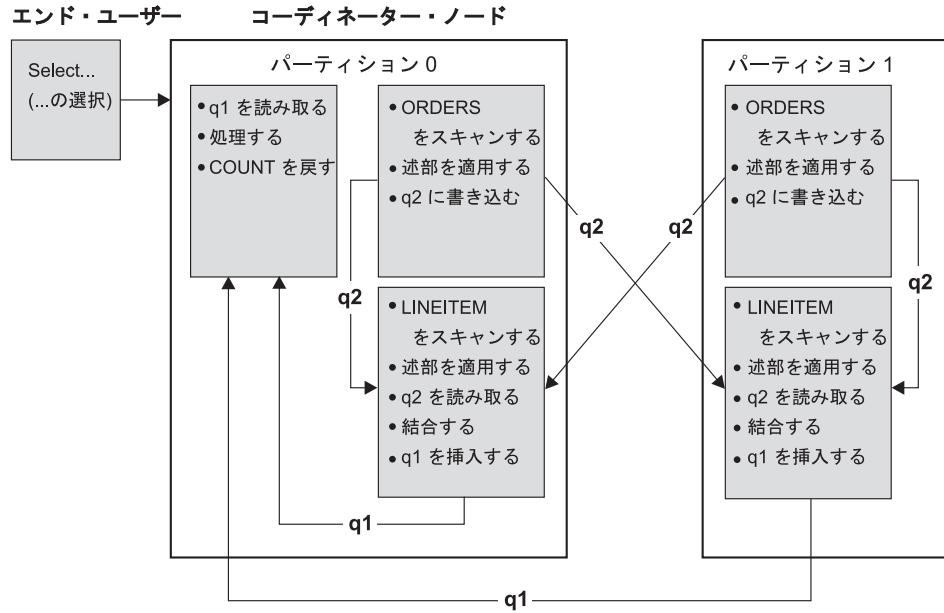 エンド・ユーザー
コーディネーター・ノード
Select...
(...の選択)
パーティション 0
• q1 を読み取る
• 処理する
• COUNT を戻す
• ORDERS
をスキャンする
• 述部を適用する
• q2 に書き込む
q2
• LINEITEM
をスキャンする
• 述部を適用する
• q2 を読み取る
• 結合する
• q1 を挿入する
q1
q2
q2
パーティション 1
• ORDERS
をスキャンする
• 述部を適用する
• q2 に書き込む
q2
• LINEITEM
をスキャンする
• 述部を適用する
• q2 を読み取る
• 結合する
• q1 を挿入する
q1